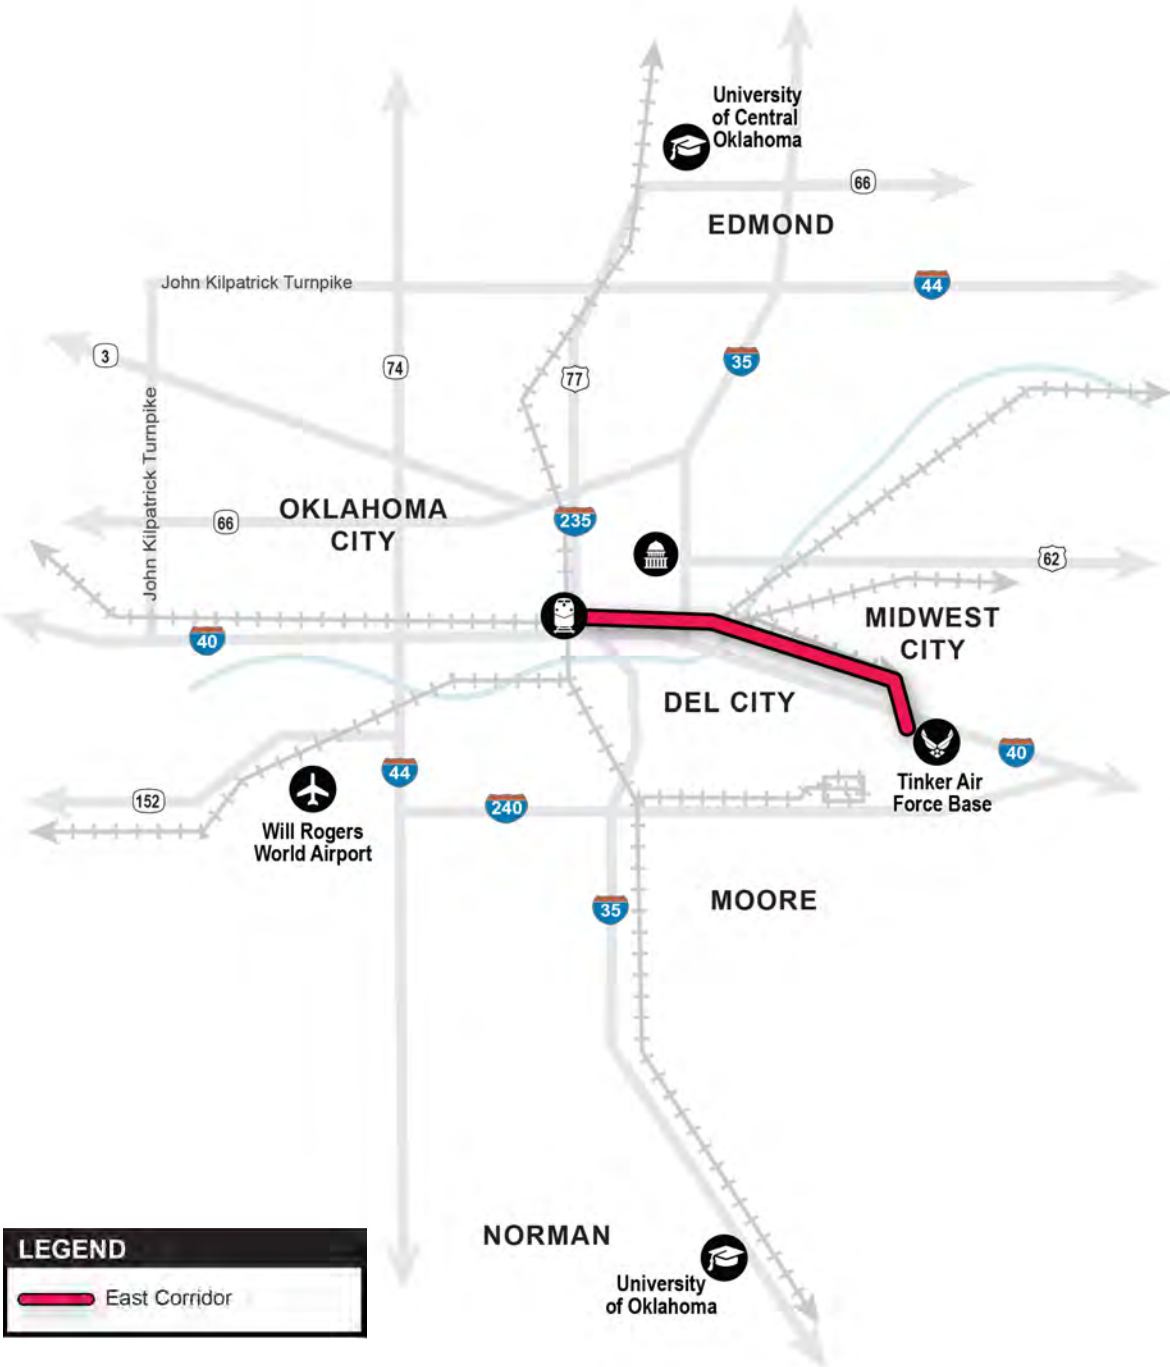 University
of Central
Oklahoma
66
EDMOND
John Kilpatrick Turnpike
44
3
74
77
35
John Kilpatrick Turnpike
OKLAHOMA
CITY
66
235
62
MIDWEST
CITY
40
DEL CITY
40
44
152
240
Tinker Air
Force Base
Will Rogers
World Airport
35
MOORE
NORMAN
University
of Oklahoma
LEGEND
East Corridor